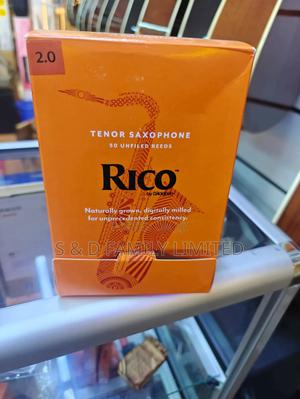 2.0
TENOR SAXOPHONE
50 UNFILED REEDS
RICO
by D'Addario
Naturally grown, digitally milled
for unprecedented consistency.
S & D FAMILY LIMITED